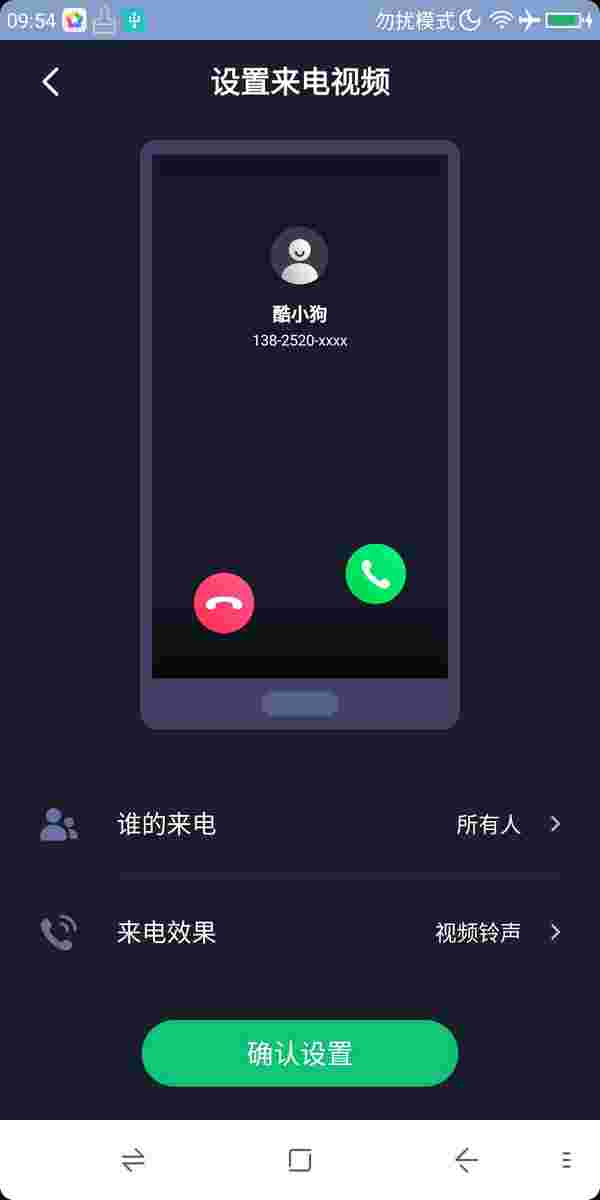 09:54 勿扰模式
设置来电视频
酷小狗
138-2520-xxxx
谁的来电 所有人
来电效果 视频铃声
确认设置